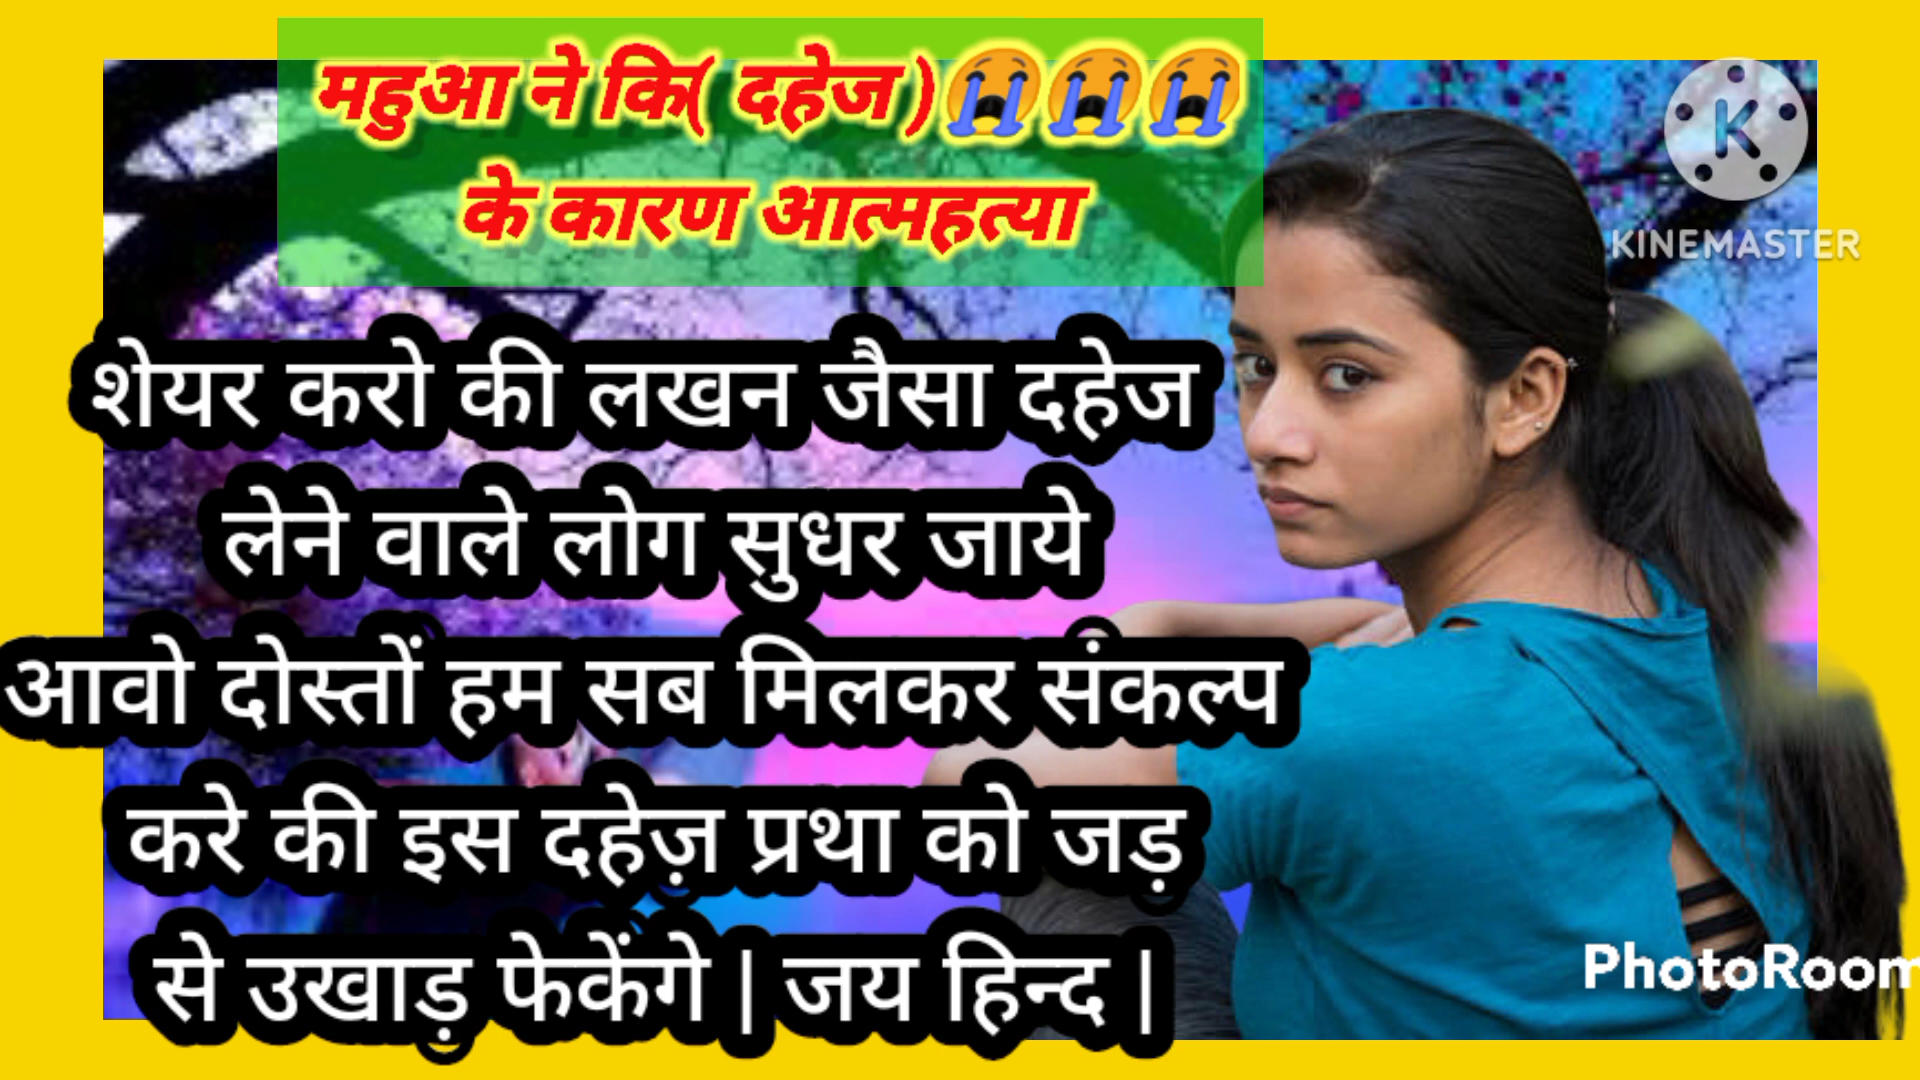 महुआ ने कि( दहेज )😭😭😭
के कारण आत्महत्या
शेयर करो की लखन जैसा दहेज
लेने वाले लोग सुधर जाये
आवो दोस्तों हम सब मिलकर संकल्प
करे की इस दहेज़ प्रथा को जड़
से उखाड़ फेकेंगे | जय हिन्द |
K
KINEMASTER
PhotoRoom